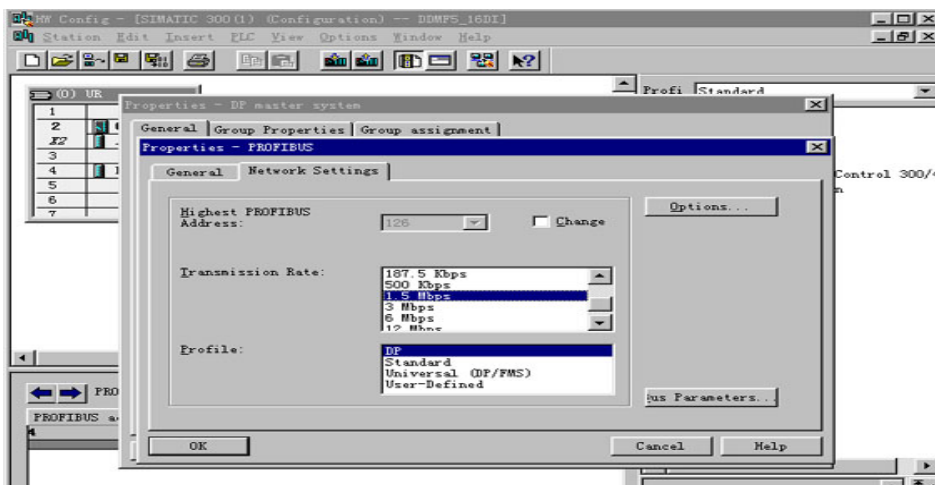 HW Config - [SIMATIC 300(1) (Configuration) -- DDMF5_16DI]
Station Edit Insert PLC View Options Window Help
(0) UR
Profi Standard
1
2
X2
3
4
5
6
7
Properties - DP master system
General Group Properties Group assignment
Properties - PROFIBUS
General Network Settings
Highest PROFIBUS
Address:
126
Change
Options...
Transmission Rate:
187.5 Kbps
500 Kbps
1.5 Mbps
3 Mbps
6 Mbps
12 Mbps
Profile:
DP
Standard
Universal (DP/FMS)
User-Defined
us Parameters...
OK Cancel Help
Control 300/
n
PRO
PROFIBUS a